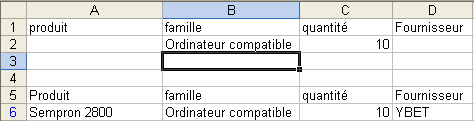 A B C D
1 produit famille quantité Fournisseur
2 Ordinateur compatible 10
3
4
5 Produit famille quantité Fournisseur
6 Sempron 2800 Ordinateur compatible 10 YBET